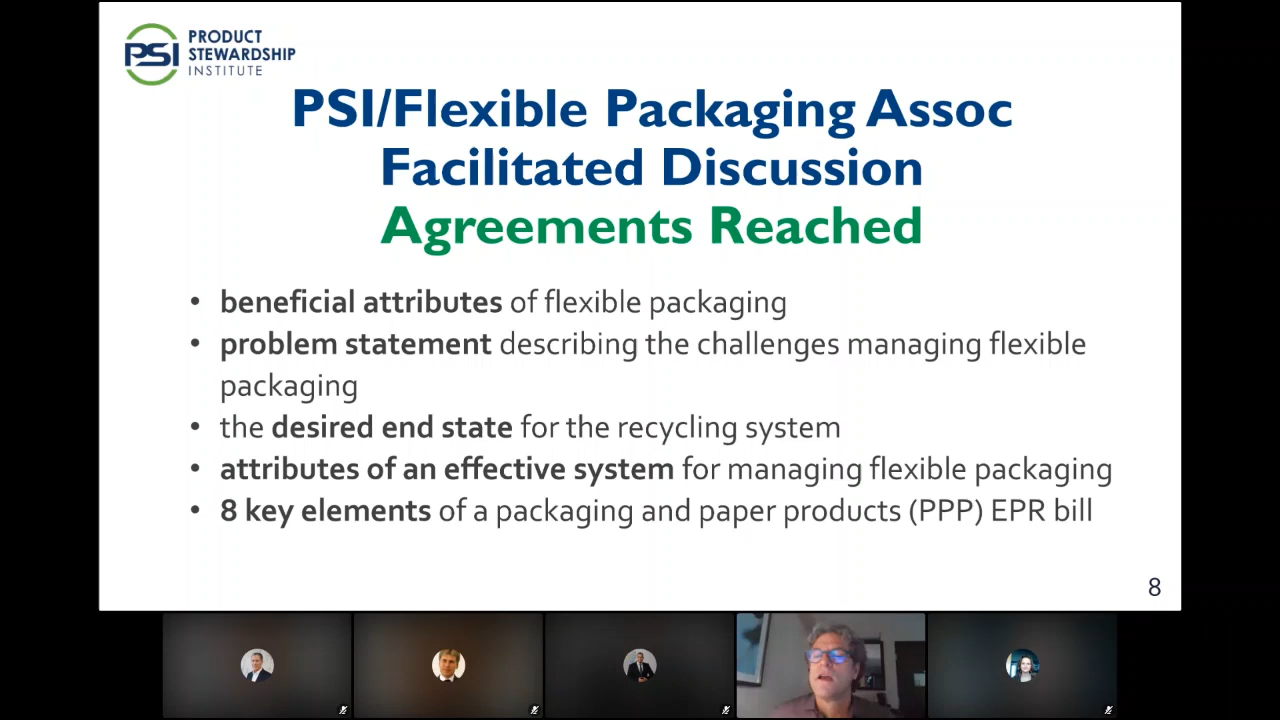 PSI
PRODUCT
STEWARDSHIP
INSTITUTE
PSI/Flexible Packaging Assoc
Facilitated Discussion
Agreements Reached
• beneficial attributes of flexible packaging
• problem statement describing the challenges managing flexible
packaging
• the desired end state for the recycling system
• attributes of an effective system for managing flexible packaging
• 8 key elements of a packaging and paper products (PPP) EPR bill
8